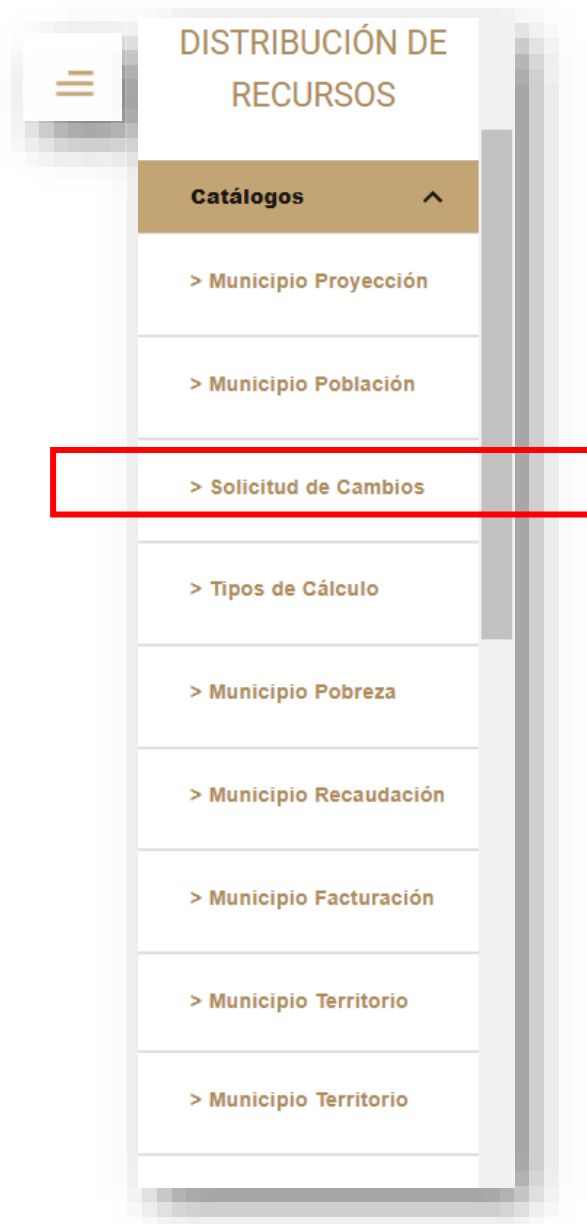 DISTRIBUCIÓN DE
RECURSOS
Catálogos
> Municipio Proyección
> Municipio Población
> Solicitud de Cambios
> Tipos de Cálculo
> Municipio Pobreza
> Municipio Recaudación
> Municipio Facturación
> Municipio Territorio
> Municipio Territorio